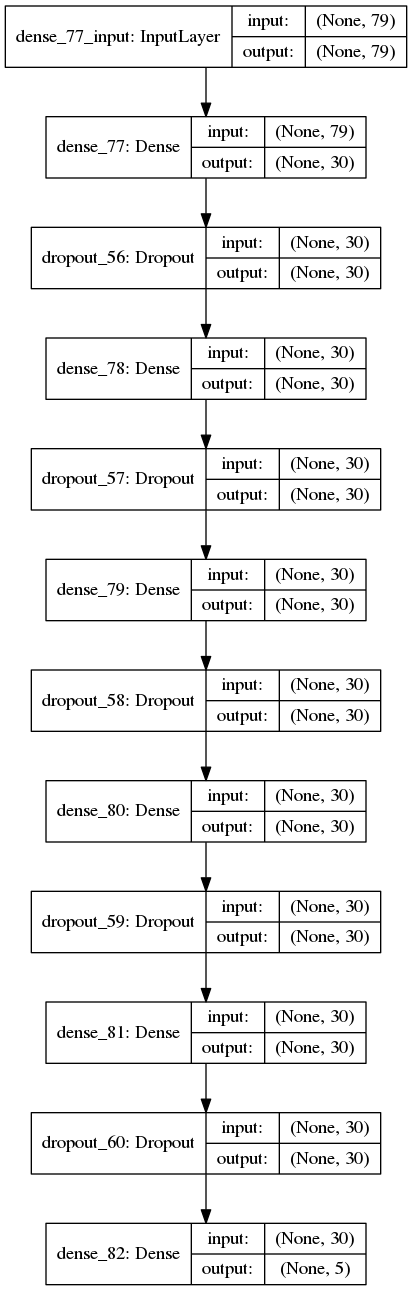 dense_77_input: InputLayer
input: (None, 79)
output: (None, 79)
dense_77: Dense
input: (None, 79)
output: (None, 30)
dropout_56: Dropout
input: (None, 30)
output: (None, 30)
dense_78: Dense
input: (None, 30)
output: (None, 30)
dropout_57: Dropout
input: (None, 30)
output: (None, 30)
dense_79: Dense
input: (None, 30)
output: (None, 30)
dropout_58: Dropout
input: (None, 30)
output: (None, 30)
dense_80: Dense
input: (None, 30)
output: (None, 30)
dropout_59: Dropout
input: (None, 30)
output: (None, 30)
dense_81: Dense
input: (None, 30)
output: (None, 30)
dropout_60: Dropout
input: (None, 30)
output: (None, 30)
dense_82: Dense
input: (None, 30)
output: (None, 5)